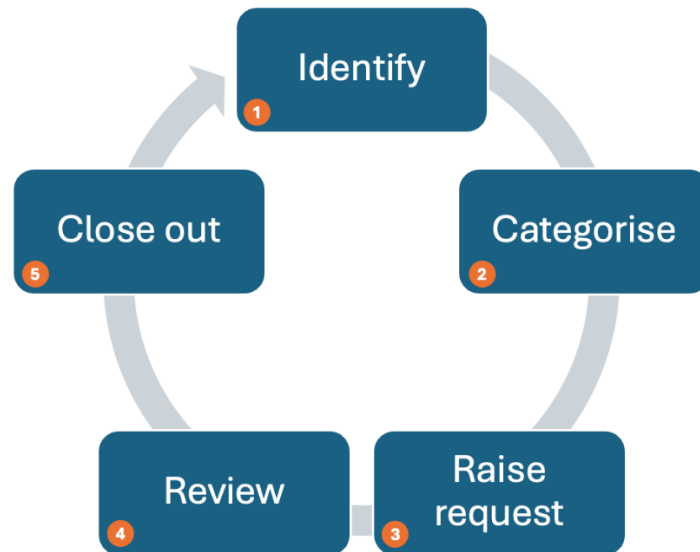 Identify
1
Categorise
2
Raise
request
3
Review
4
Close out
5